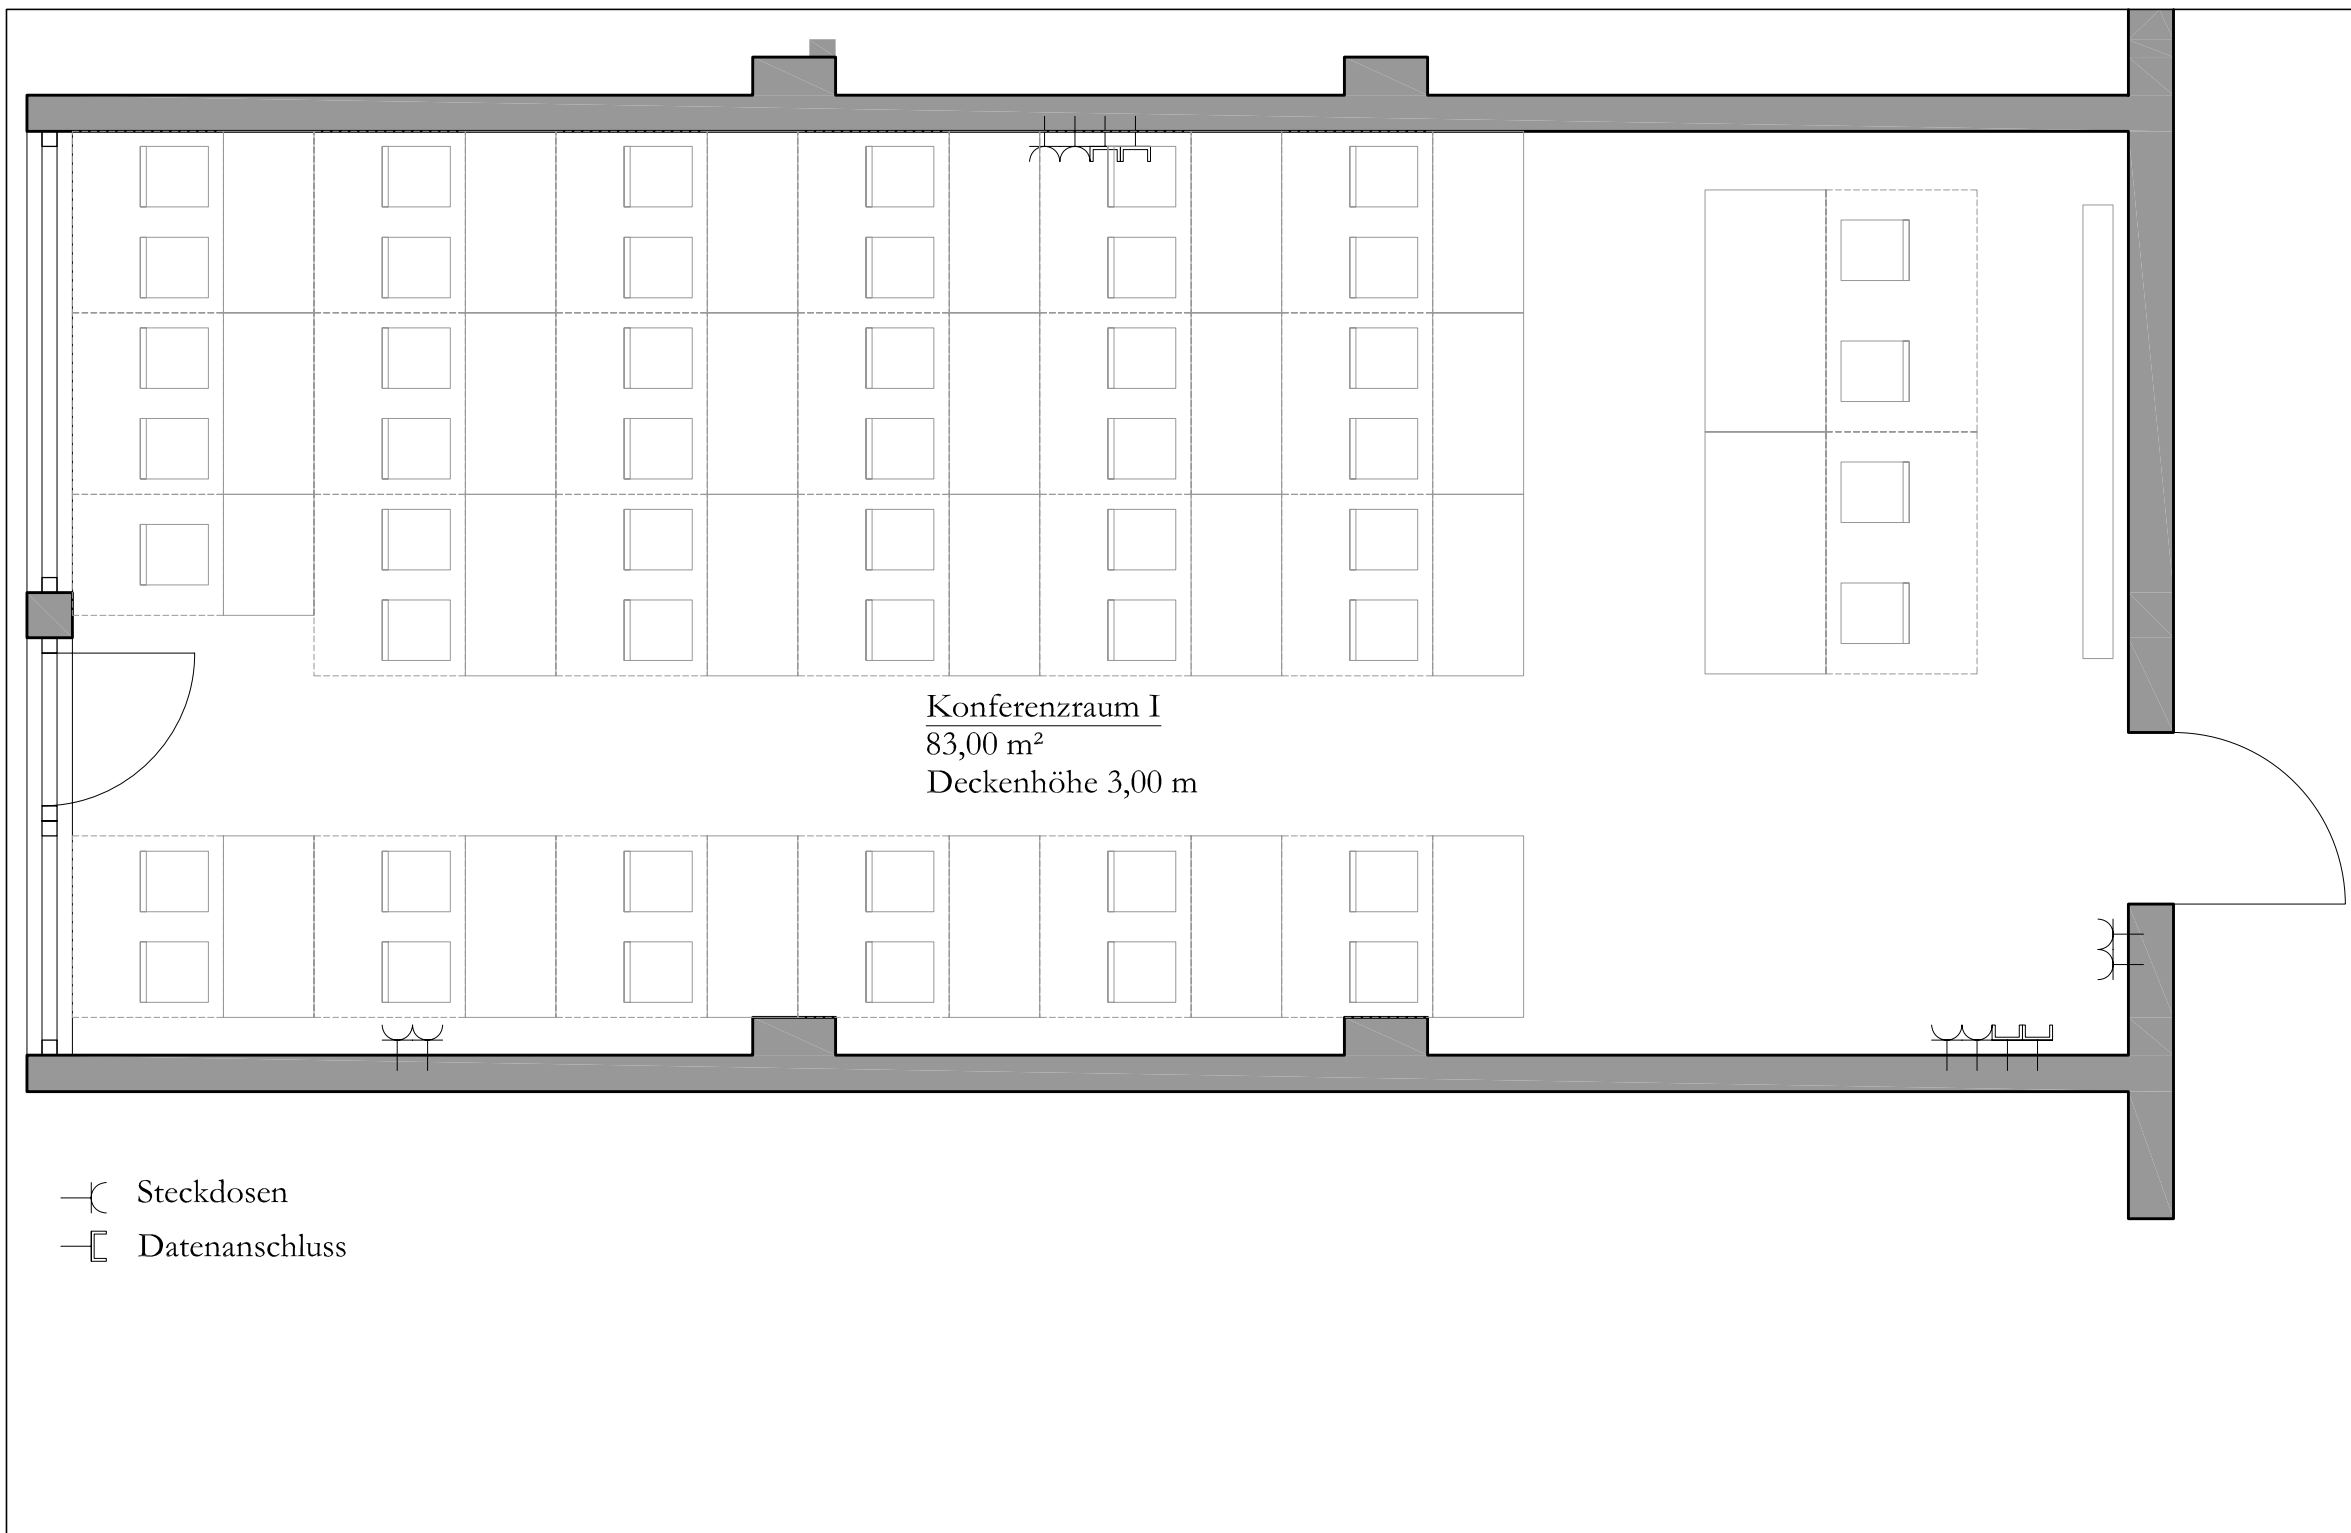 Konferenzraum I
83,00 m²
Deckenhöhe 3,00 m
Steckdosen
Datenanschluss